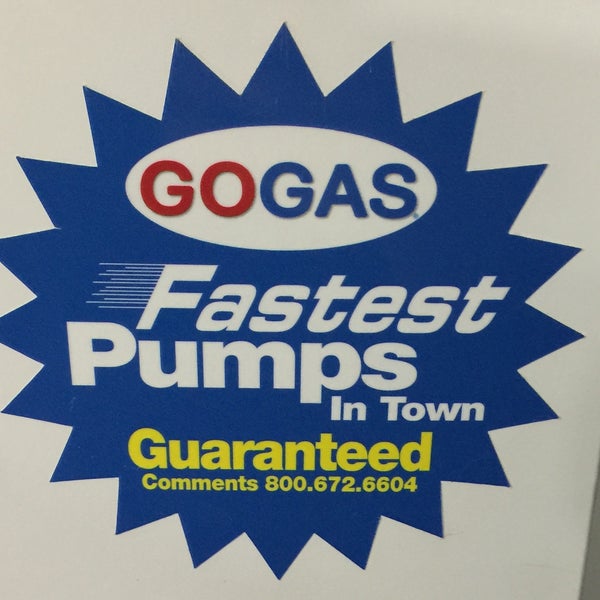 GOGAS
Fastest
Pumps
In Town
Guaranteed
Comments 800.672.6604